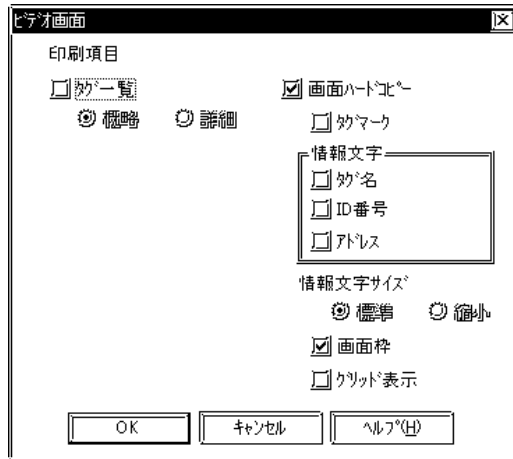 ﾋﾞﾃﾞｵ画面
印刷項目
ﾀｸﾞ一覧
概略 詳細
画面ﾊｰﾄﾞｺﾋﾟｰ
ﾀｸﾞﾏｰｸ
情報文字
ﾀｸﾞ名
ID番号
ｱﾄﾞﾚｽ
情報文字ｻｲｽﾞ
標準 縮小
画面枠
ｸﾞﾘｯﾄﾞ表示
OK ｷｬﾝｾﾙ ﾍﾙﾌﾟ(H)